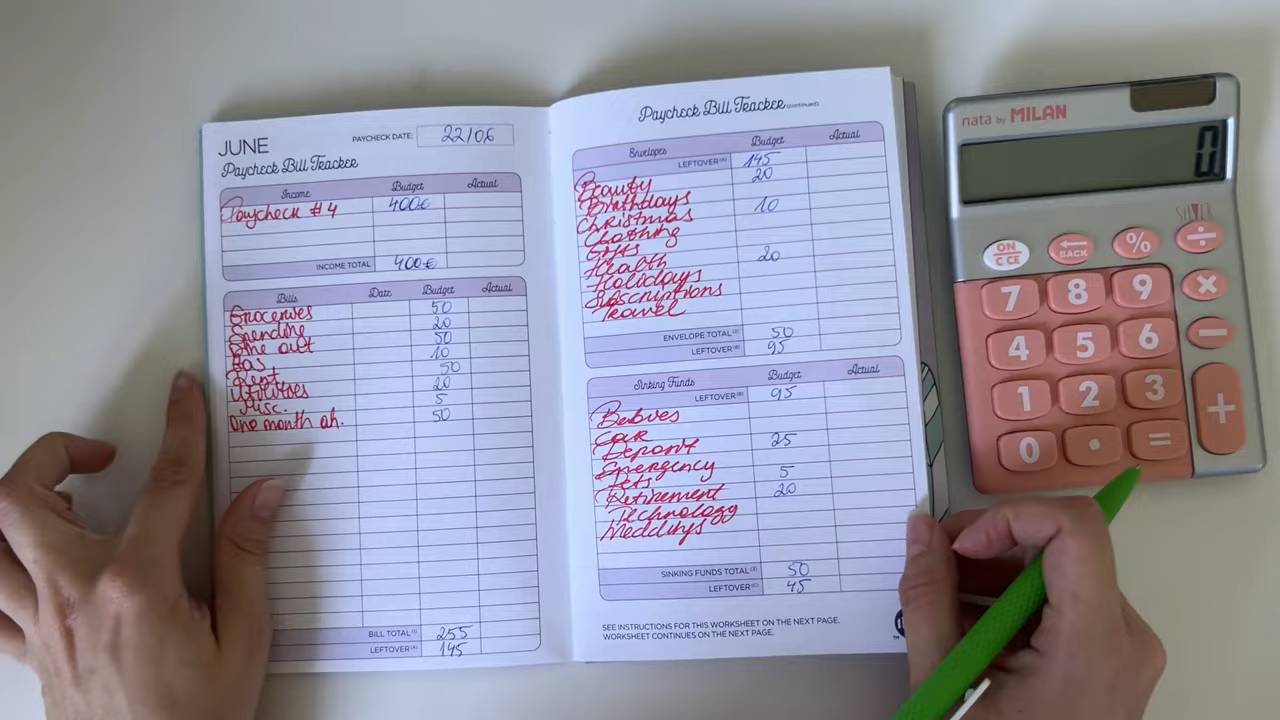 JUNE
PAYCHECK DATE: 22/06
Paycheck Bill Tracker
Income Budget Actual
Paycheck #4 400€
INCOME TOTAL 400€
Bills Date Budget Actual
Groceries 50
Spending 20
Dine out 50
Gas 10
Rent 50
Utilities 20
Misc. 5
One month ah. 50
BILL TOTAL (1) 255
LEFTOVER (A) 145
Paycheck Bill Tracker (continued)
Envelopes Budget Actual
LEFTOVER (A) 145
Beauty 20
Birthdays
Christmas 10
Clothing
Gifts
Health 20
Holidays
Subscriptions
Travel
ENVELOPE TOTAL (2) 50
LEFTOVER (B) 95
Sinking Funds Budget Actual
LEFTOVER (B) 95
Car
Deposit 25
Emergency
Pets 5
Retirement 20
Technology
Weddings
SINKING FUNDS TOTAL (3) 50
LEFTOVER (C) 45
SEE INSTRUCTIONS FOR THIS WORKSHEET ON THE NEXT PAGE.
WORKSHEET CONTINUES ON THE NEXT PAGE.
TM
nata by MILAN
0
SILVER
ON/C CE ← BACK % ÷
7 8 9 ×
4 5 6 −
1 2 3 +
0 . =